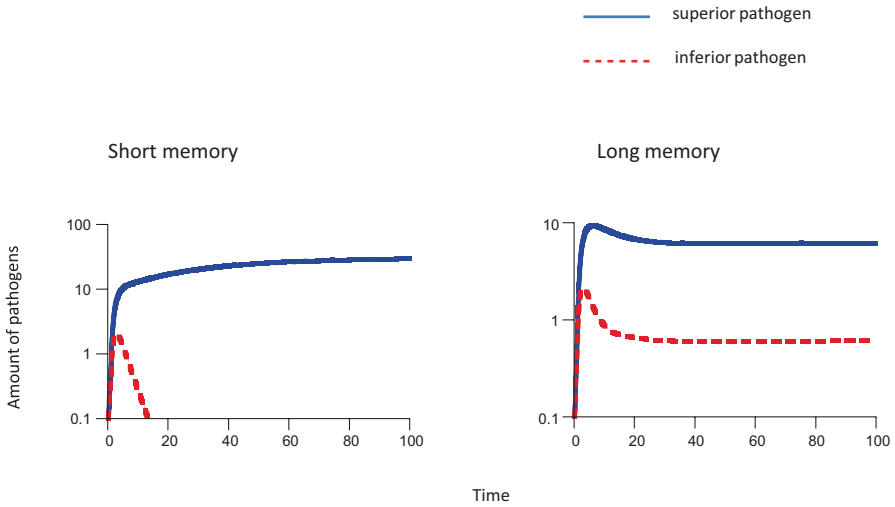 superior pathogen
inferior pathogen
Short memory
Long memory
Amount of pathogens
100
10
1
0.1
0 20 40 60 80 100
10
1
0.1
0 20 40 60 80 100
Time